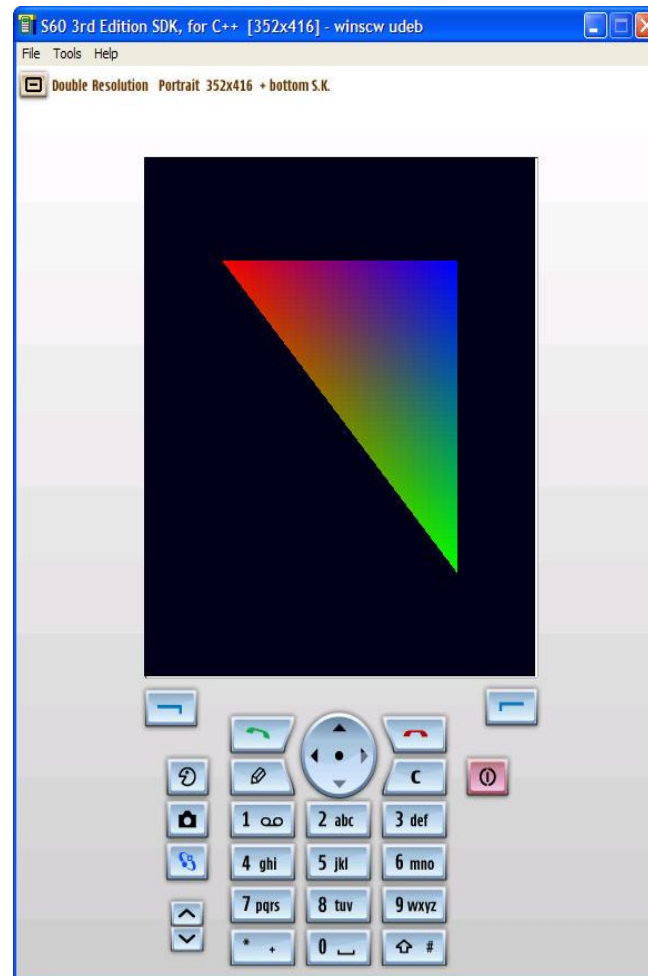 S60 3rd Edition SDK, for C++ [352x416] - winscw udeb
File Tools Help
Double Resolution Portrait 352x416 + bottom S.K.
C
1 2 abc 3 def
4 ghi 5 jkl 6 mno
7 pqrs 8 tuv 9 wxyz
* + 0 #